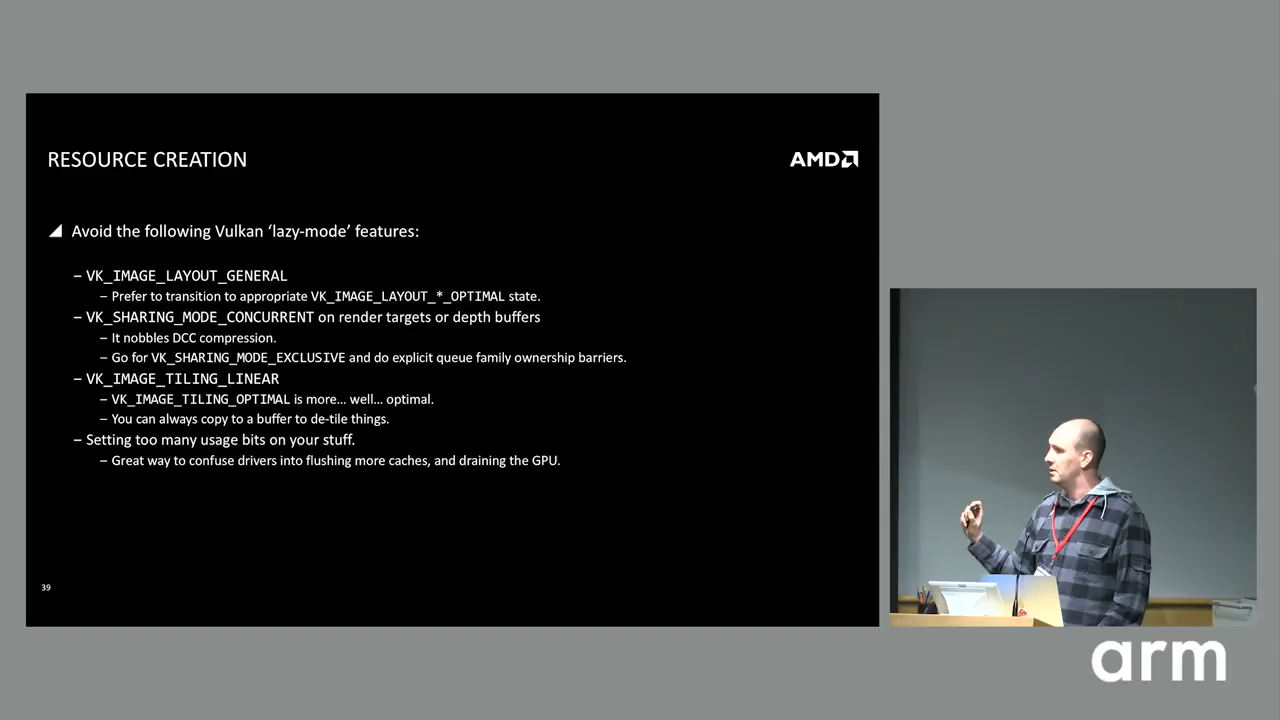 RESOURCE CREATION
AMD
Avoid the following Vulkan ‘lazy-mode’ features:
– VK_IMAGE_LAYOUT_GENERAL
– Prefer to transition to appropriate VK_IMAGE_LAYOUT_*_OPTIMAL state.
– VK_SHARING_MODE_CONCURRENT on render targets or depth buffers
– It nobbles DCC compression.
– Go for VK_SHARING_MODE_EXCLUSIVE and do explicit queue family ownership barriers.
– VK_IMAGE_TILING_LINEAR
– VK_IMAGE_TILING_OPTIMAL is more... well... optimal.
– You can always copy to a buffer to de-tile things.
– Setting too many usage bits on your stuff.
– Great way to confuse drivers into flushing more caches, and draining the GPU.
39
arm